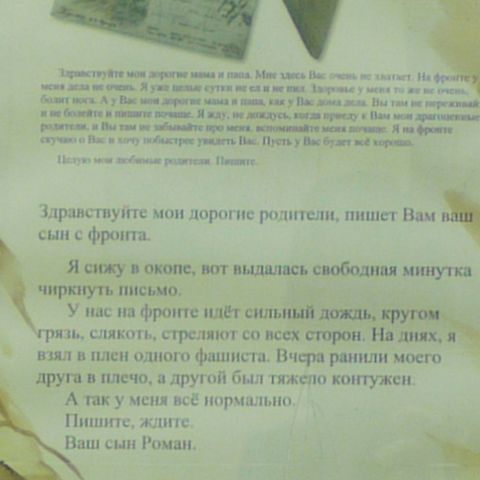 Здравствуйте мои дорогие мама и папа. Мне здесь Вас очень не хватает. На фронте у
меня дела не очень. Я уже целые сутки не ел и не пил. Здоровье у меня то же не очень,
болит нога. А у Вас мои дорогие мама и папа, как у Вас дома дела. Вы там не переживай
и не болейте и пишите почаще. Я жду, не дождусь, когда приеду к Вам мои драгоценные
родители, и Вы там не забывайте про меня, вспоминайте меня почаще. Я на фронте
скучаю о Вас и хочу побыстрее увидеть Вас. Пусть у Вас будет всё хорошо.
Целую мои любимые родители. Пишите.
Здравствуйте мои дорогие родители, пишет Вам ваш
сын с фронта.
Я сижу в окопе, вот выдалась свободная минутка
чиркнуть письмо.
У нас на фронте идёт сильный дождь, кругом
грязь, слякоть, стреляют со всех сторон. На днях, я
взял в плен одного фашиста. Вчера ранили моего
друга в плечо, а другой был тяжело контужен.
А так у меня всё нормально.
Пишите, ждите.
Ваш сын Роман.